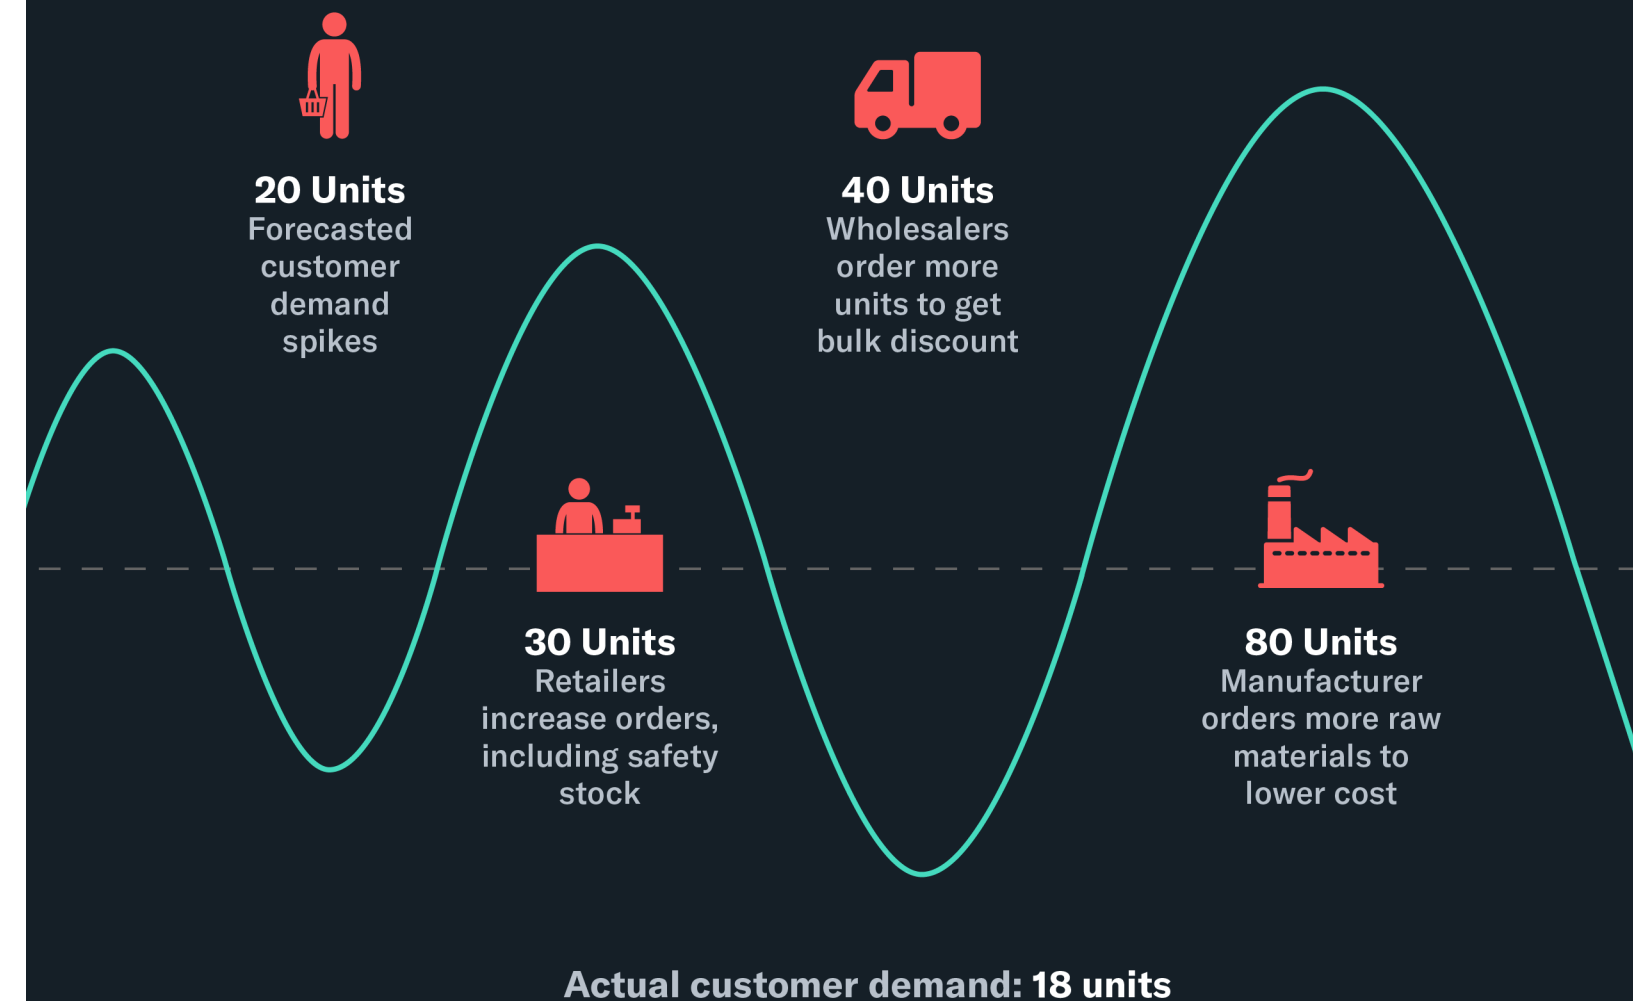 20 Units
Forecasted
customer
demand
spikes
40 Units
Wholesalers
order more
units to get
bulk discount
30 Units
Retailers
increase orders,
including safety
stock
80 Units
Manufacturer
orders more raw
materials to
lower cost
Actual customer demand: 18 units